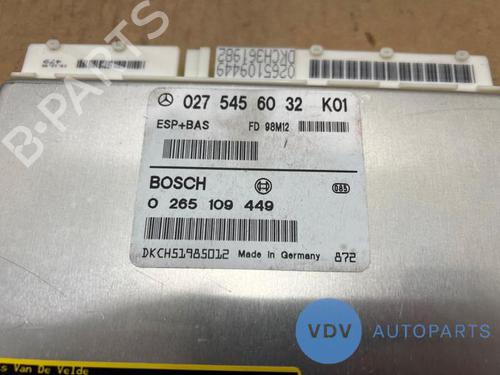 0265109449
DKCH361982
027 545 60 32 K01
ESP+BAS FD 98M12
BOSCH
0 265 109 449
DKCH51985012 Made in Germany 872
B-PARTS
VDV AUTOPARTS
s Van De Velde